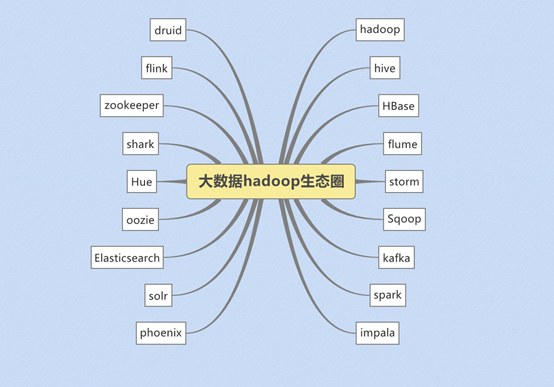 大数据hadoop生态圈
druid
flink
zookeeper
shark
Hue
oozie
Elasticsearch
solr
phoenix
hadoop
hive
HBase
flume
storm
Sqoop
kafka
spark
impala